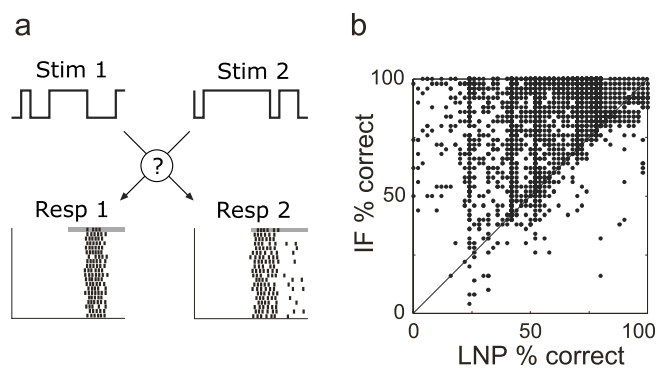 a
Stim 1
Stim 2
?
Resp 1
Resp 2
b
100
50
0
IF % correct
0
50
100
LNP % correct